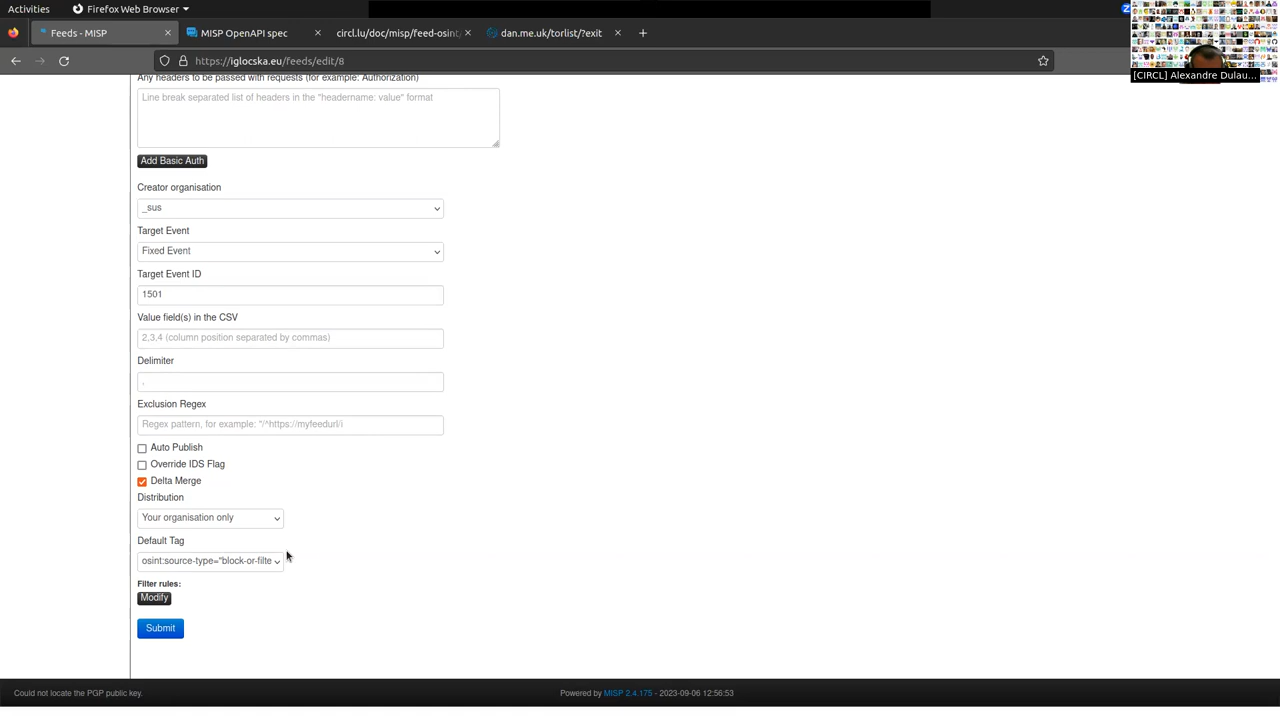 Activities
Firefox Web Browser
Feeds - MISP
MISP OpenAPI spec
circl.lu/doc/misp/feed
https://iglocska.eu/feeds/edit/8
[CIRCL] Alexandre Dulau...
Any headers to be passed with requests (for example: Authorization)
Line break separated list of headers in the "headername: value" format
Add Basic Auth
Creator organisation
_sus
Target Event
Fixed Event
Target Event ID
1501
Value field(s) in the CSV
2,3,4 (column position separated by commas)
Delimiter
,
Exclusion Regex
Regex pattern, for example: "/^https://myfeedurl/i
Auto Publish
Override IDS Flag
Delta Merge
Distribution
Your organisation only
Default Tag
osint:source-type="block-or-filte
Filter rules:
Modify
Submit
Could not locate the PGP public key.
Powered by MISP 2.4.175 - 2023-09-06 12:56:53